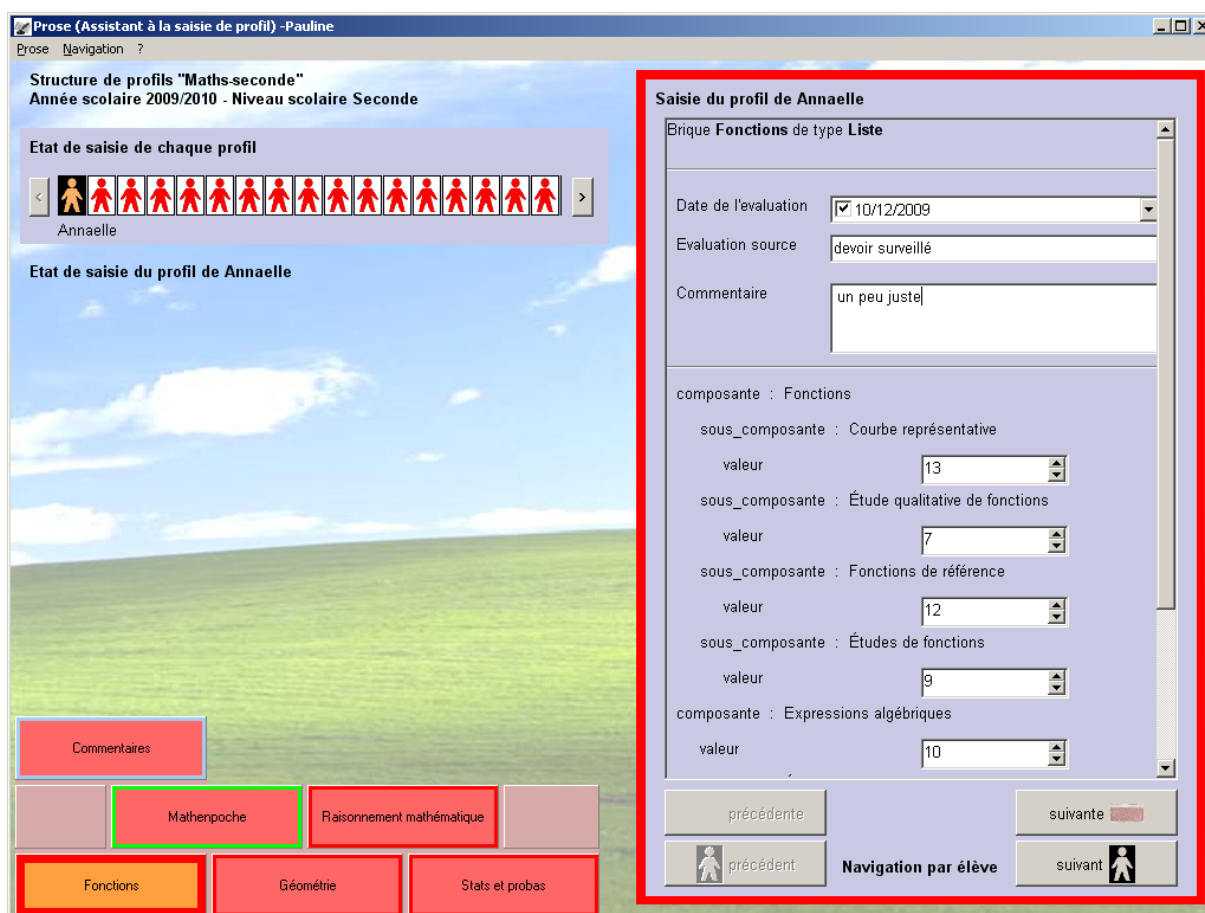 Prose (Assistant à la saisie de profil) -Pauline
Prose Navigation ?
Structure de profils "Maths-seconde"
Année scolaire 2009/2010 - Niveau scolaire Seconde
Etat de saisie de chaque profil
< >
Annaelle
Etat de saisie du profil de Annaelle
Commentaires
Mathenpoche
Raisonnement mathématique
Fonctions
Géométrie
Stats et probas
Saisie du profil de Annaelle
Brique Fonctions de type Liste
Date de l'evaluation 10/12/2009
Evaluation source devoir surveillé
Commentaire un peu juste
composante : Fonctions
sous_composante : Courbe représentative
valeur 13
sous_composante : Étude qualitative de fonctions
valeur 7
sous_composante : Fonctions de référence
valeur 12
sous_composante : Études de fonctions
valeur 9
composante : Expressions algébriques
valeur 10
précédente suivante
précédent Navigation par élève suivant